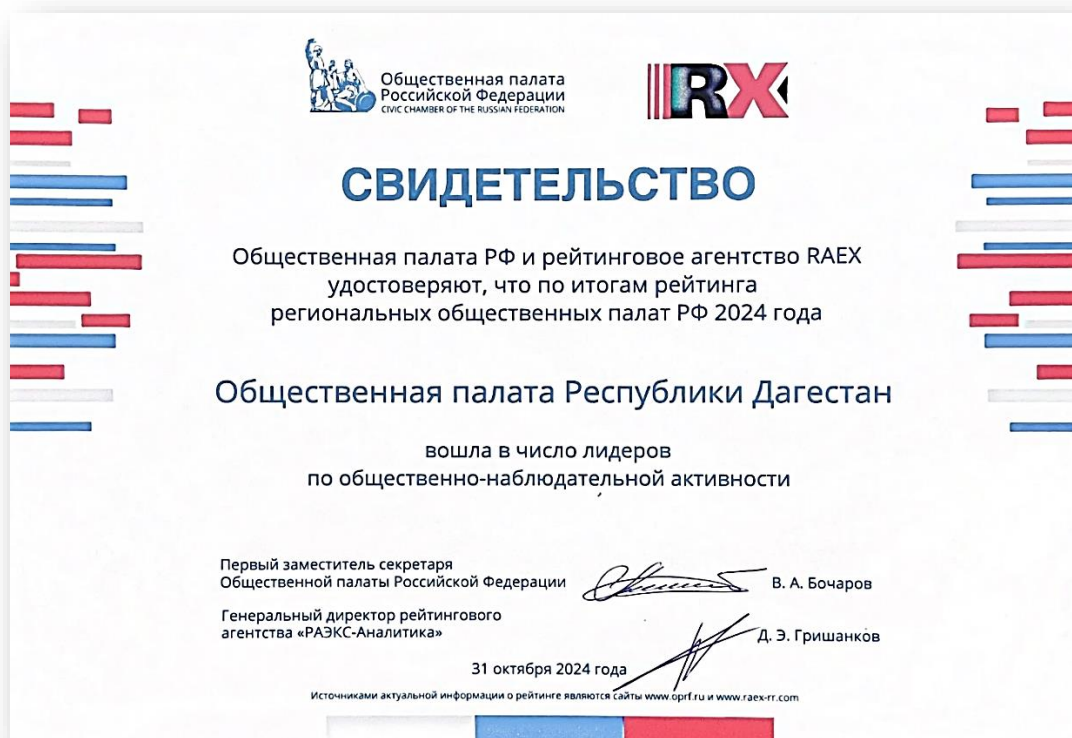 Общественная палата
Российской Федерации
CIVIC CHAMBER OF THE RUSSIAN FEDERATION
RX
СВИДЕТЕЛЬСТВО
Общественная палата РФ и рейтинговое агентство RAEX
удостоверяют, что по итогам рейтинга
региональных общественных палат РФ 2024 года
Общественная палата Республики Дагестан
вошла в число лидеров
по общественно-наблюдательной активности
Первый заместитель секретаря
Общественной палаты Российской Федерации
В. А. Бочаров
Генеральный директор рейтингового
агентства «РАЭКС-Аналитика»
Д. Э. Гришанков
31 октября 2024 года
Источниками актуальной информации о рейтинге являются сайты www.oprf.ru и www.raex-rr.com